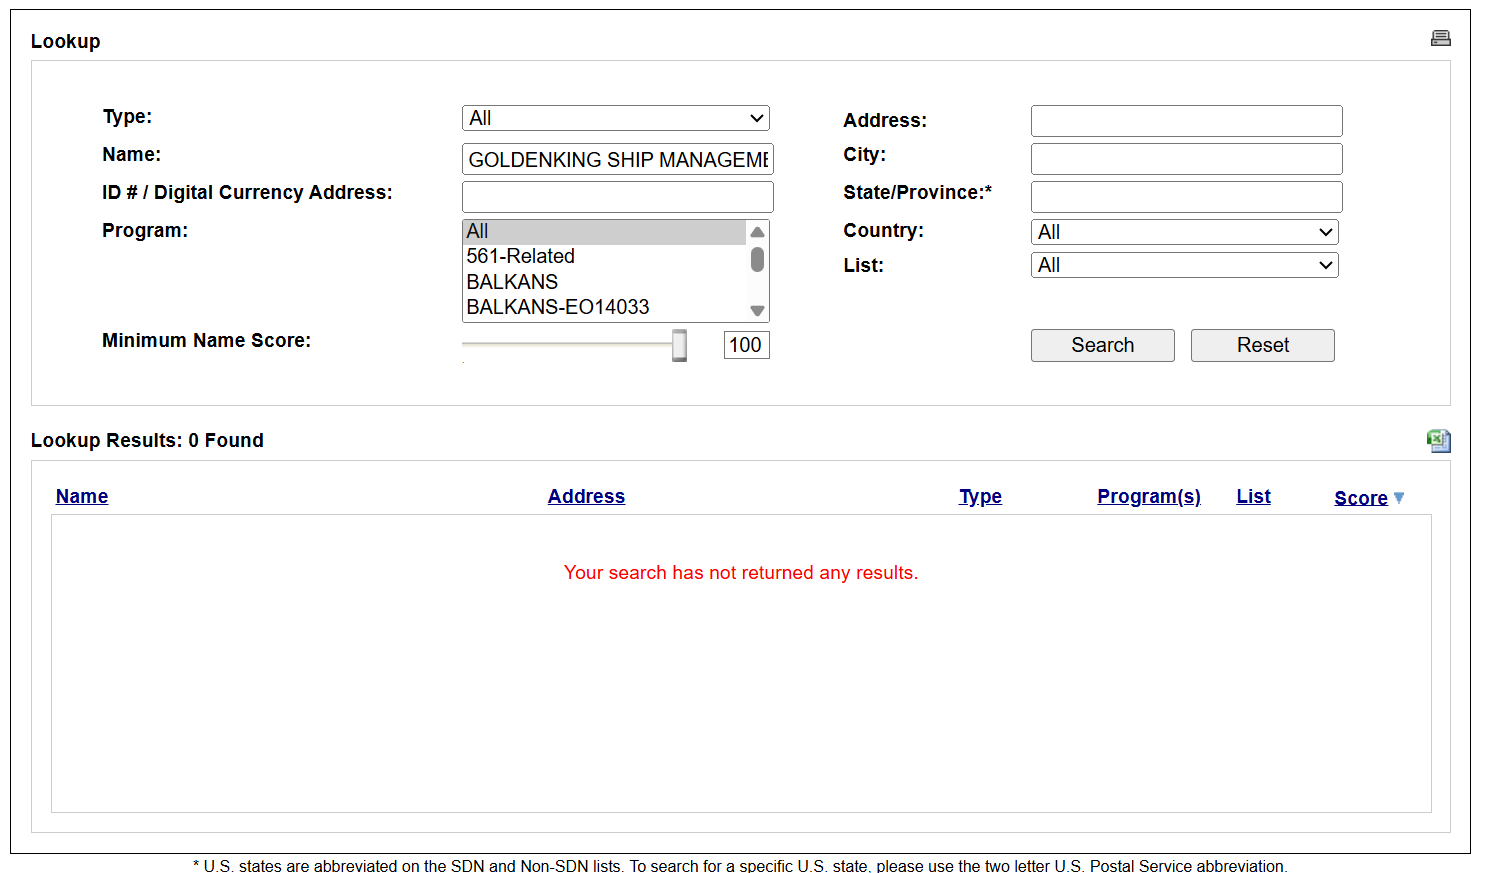 Lookup
Type: All Address:
Name: GOLDENKING SHIP MANAGEME City:
ID # / Digital Currency Address: State/Province:*
Program: All Country: All
561-Related List: All
BALKANS
BALKANS-EO14033
Minimum Name Score: 100 Search Reset
Lookup Results: 0 Found
Name Address Type Program(s) List Score
Your search has not returned any results.
* U.S. states are abbreviated on the SDN and Non-SDN lists. To search for a specific U.S. state, please use the two letter U.S. Postal Service abbreviation.